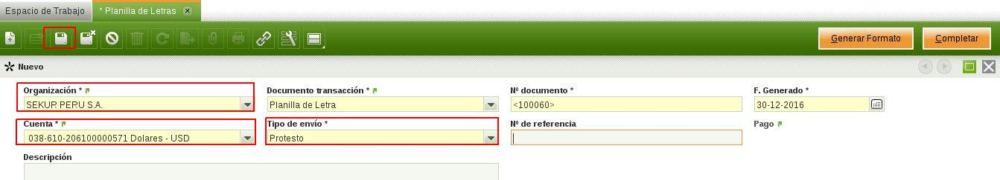 Espacio de Trabajo * Planilla de Letras
Generar Formato Completar
Nuevo
Organización * Documento transacción * Nº documento * F. Generado *
SEKUR PERU S.A. Planilla de Letra <100060> 30-12-2016
Cuenta * Tipo de envío * Nº de referencia Pago
038-610-206100000571 Dolares - USD Protesto
Descripción